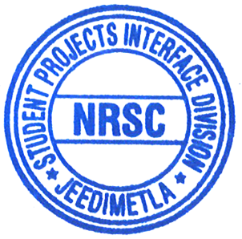 STUDENT PROJECTS INTERFACE DIVISION
NRSC
★ JEEDIMETLA ★